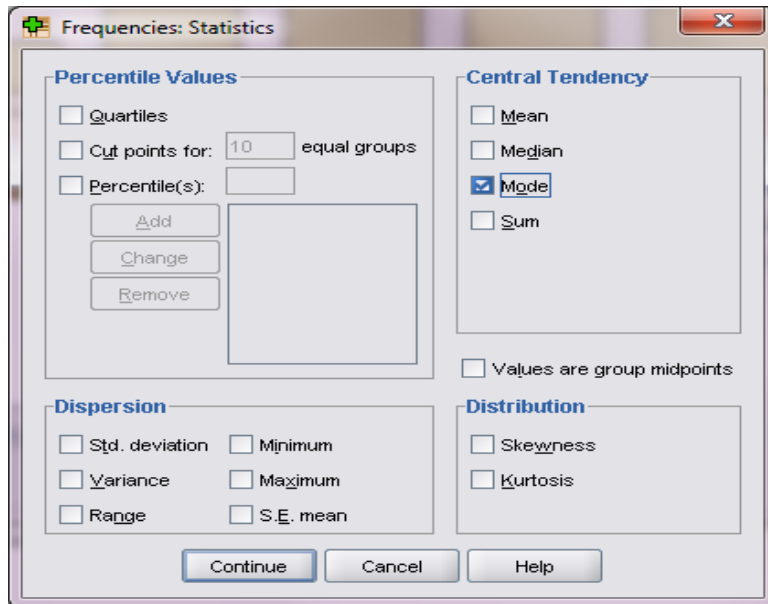 Frequencies: Statistics
Percentile Values
Quartiles
Cut points for: 10 equal groups
Percentile(s):
Add
Change
Remove
Central Tendency
Mean
Median
Mode
Sum
Values are group midpoints
Dispersion
Std. deviation Minimum
Variance Maximum
Range S.E. mean
Distribution
Skewness
Kurtosis
Continue Cancel Help